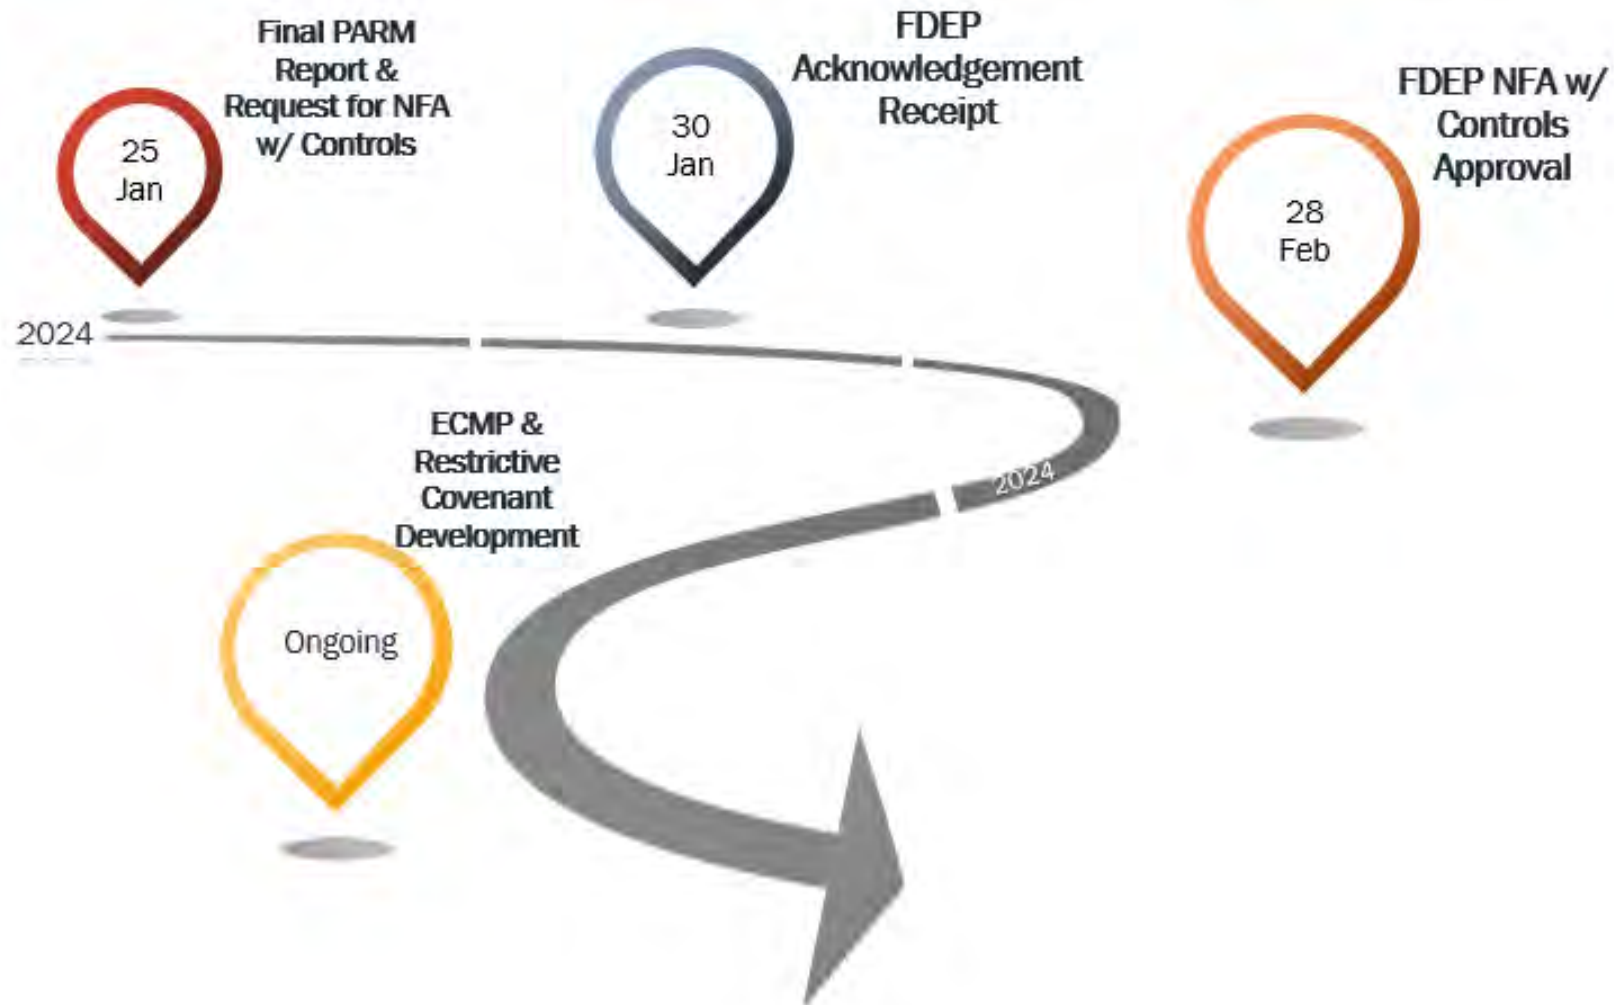 Final PARM
Report &
Request for NFA
w/ Controls
25
Jan
FDEP
Acknowledgement
Receipt
30
Jan
FDEP NFA w/
Controls
Approval
28
Feb
2024
2024
ECMP &
Restrictive
Covenant
Development
Ongoing